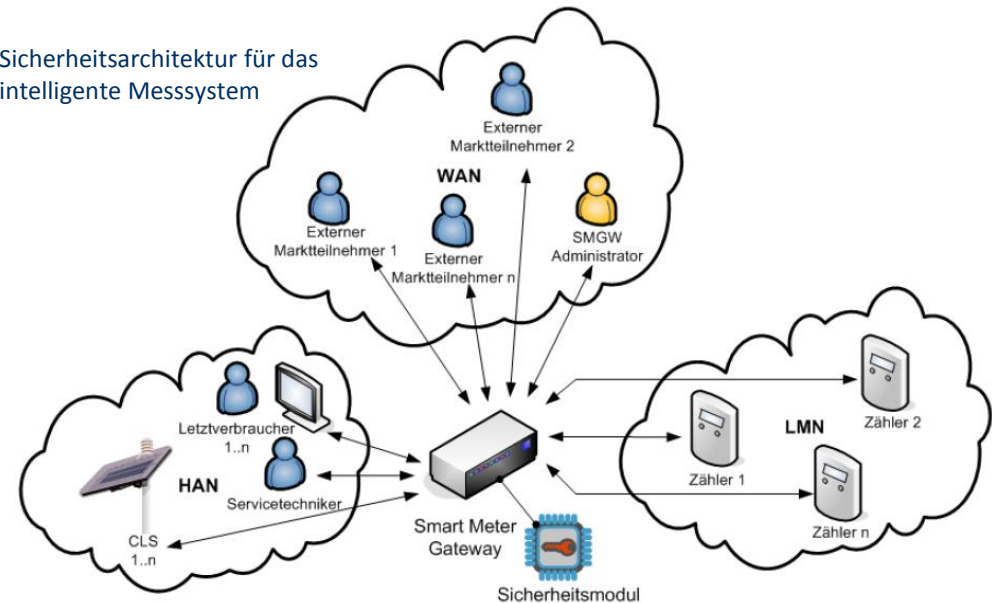 Sicherheitsarchitektur für das
intelligente Messsystem
Externer
Marktteilnehmer 2
WAN
Externer
Marktteilnehmer 1
Externer
Marktteilnehmer n
SMGW
Administrator
Letztverbraucher
1..n
HAN
Servicetechniker
CLS
1..n
Smart Meter
Gateway
Sicherheitsmodul
LMN
Zähler 2
Zähler 1
Zähler n